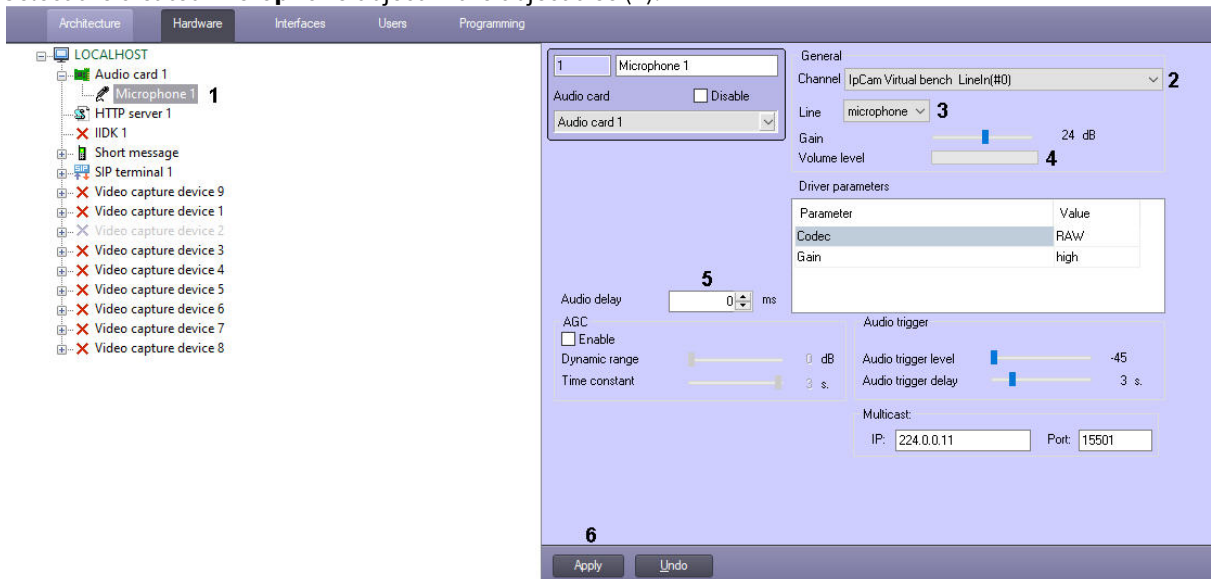 Architecture Hardware Interfaces Users Programming
LOCALHOST
Audio card 1
Microphone 1 1
HTTP server 1
IIDK 1
Short message
SIP terminal 1
Video capture device 9
Video capture device 1
Video capture device 2
Video capture device 3
Video capture device 4
Video capture device 5
Video capture device 6
Video capture device 7
Video capture device 8
1 Microphone 1
Audio card Disable
Audio card 1
General
Channel IpCam Virtual bench LineIn(#0) 2
Line microphone 3
Gain 24 dB
Volume level 4
Driver parameters
Parameter Value
Codec RAW
Gain high
5
Audio delay 0 ms
AGC
Enable
Dynamic range 0 dB
Time constant 3 s.
Audio trigger
Audio trigger level -45
Audio trigger delay 3 s.
Multicast:
IP: 224.0.0.11 Port: 15501
6
Apply Undo